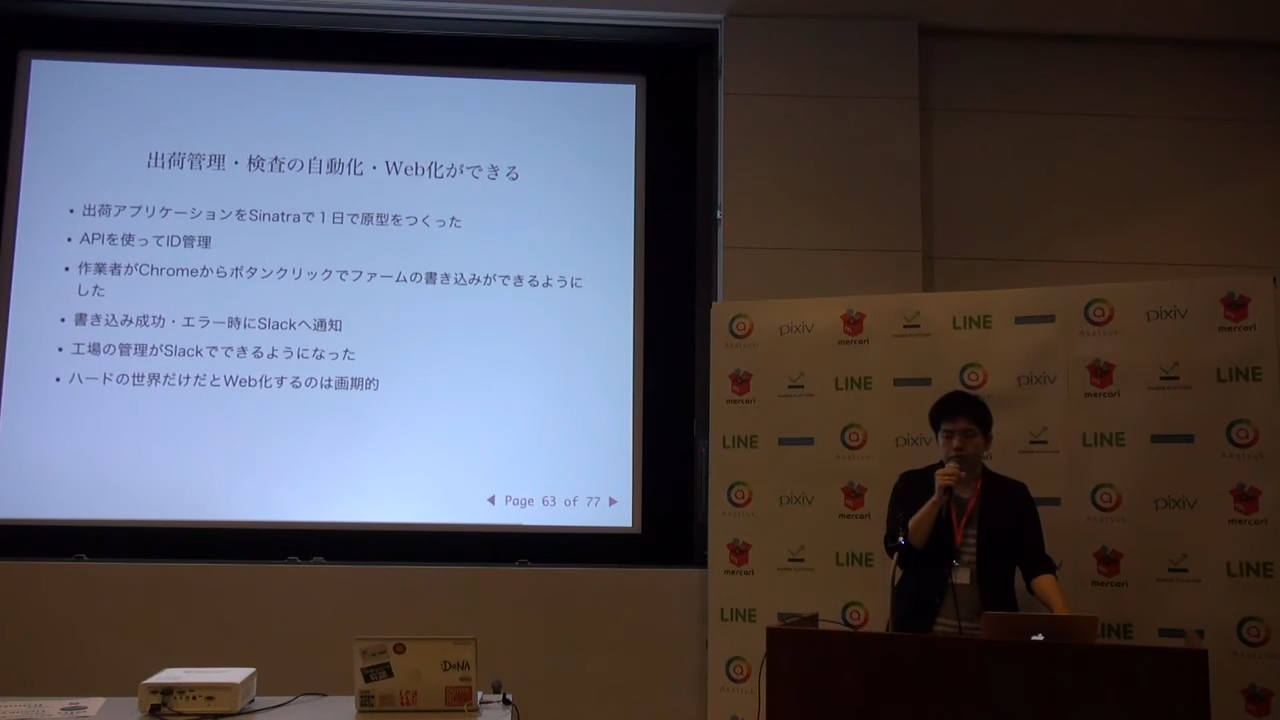 出荷管理・検査の自動化・Web化ができる
• 出荷アプリケーションをSinatraで1日で原型をつくった
• APIを使ってID管理
• 作業者がChromeからボタンクリックでファームの書き込みができるように
した
• 書き込み成功・エラー時にSlackへ通知
• 工場の管理がSlackでできるようになった
• ハードの世界だけだとWeb化するのは画期的
Page 63 of 77
pixiv mercari LINE Akatsuki pixiv mercari
mercari LINE pixiv mercari LINE
LINE pixiv LINE
pixiv mercari pixiv mercari
mercari LINE mercari LINE
LINE LINE
DeNA